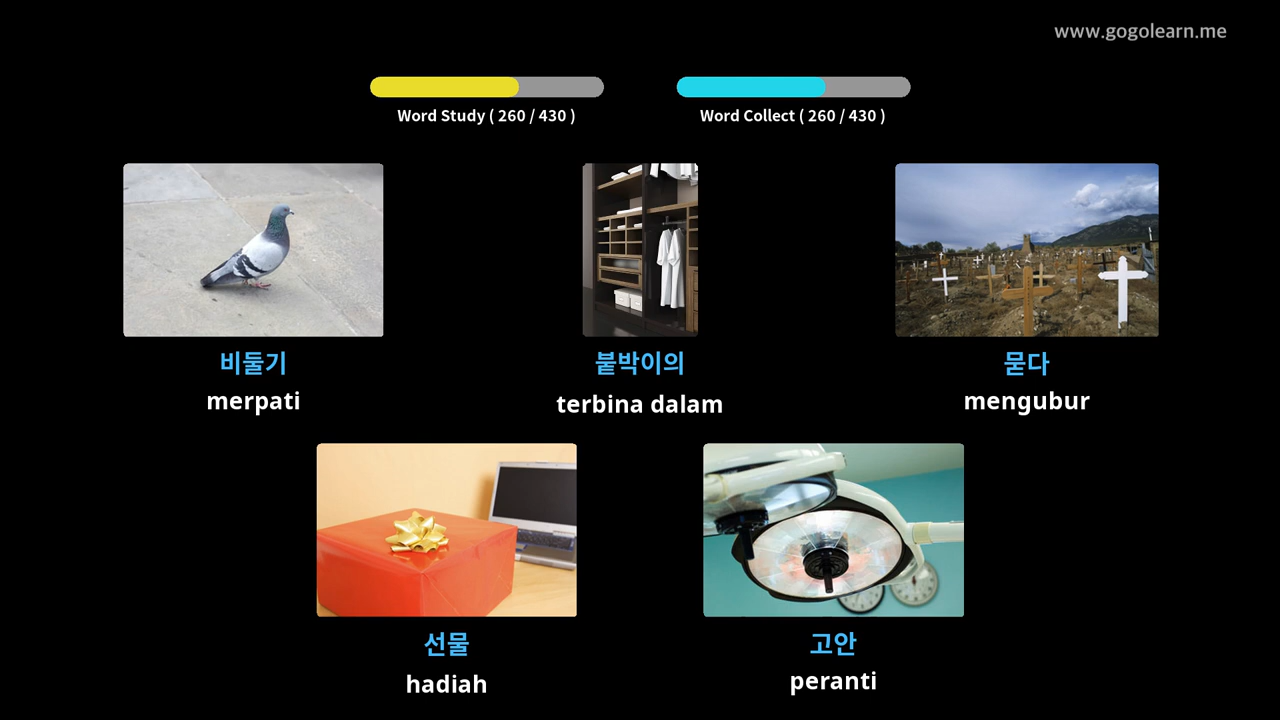 www.gogolearn.me
Word Study ( 260 / 430 )
Word Collect ( 260 / 430 )
비둘기
merpati
붙박이의
terbina dalam
묻다
mengubur
선물
hadiah
고안
peranti